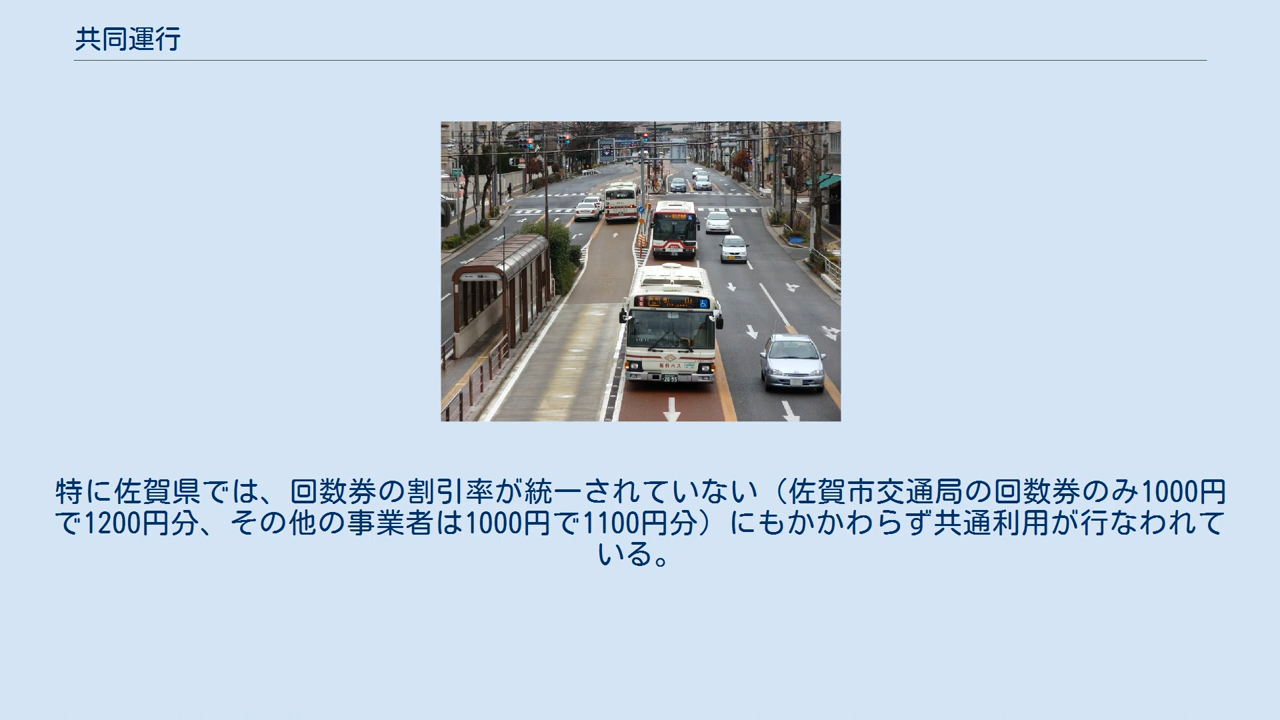 共同運行
特に佐賀県では、回数券の割引率が統一されていない（佐賀市交通局の回数券のみ1000円
で1200円分、その他の事業者は1000円で1100円分）にもかかわらず共通利用が行なわれて
いる。